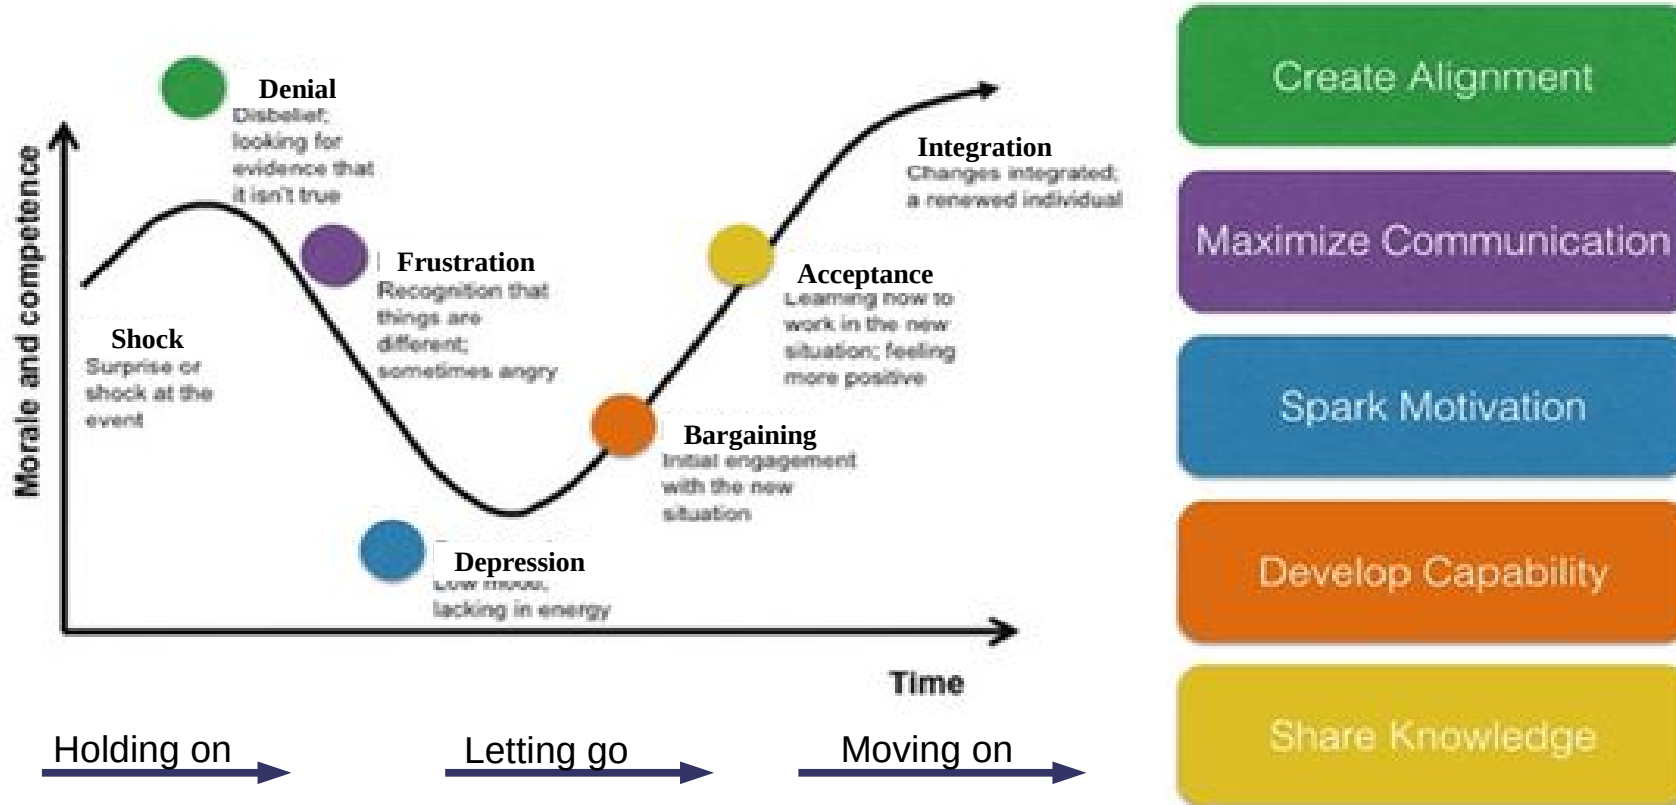 Denial
Disbelief;
looking for
evidence that
it isn't true
Morale and competence
Shock
Surprise or
shock at the
event
Frustration
Recognition that
things are
different;
sometimes angry
Depression
Low mood;
lacking in energy
Bargaining
Initial engagement
with the new
situation
Acceptance
Learning how to
work in the new
situation; feeling
more positive
Integration
Changes integrated;
a renewed individual
Time
Holding on
Letting go
Moving on
Create Alignment
Maximize Communication
Spark Motivation
Develop Capability
Share Knowledge